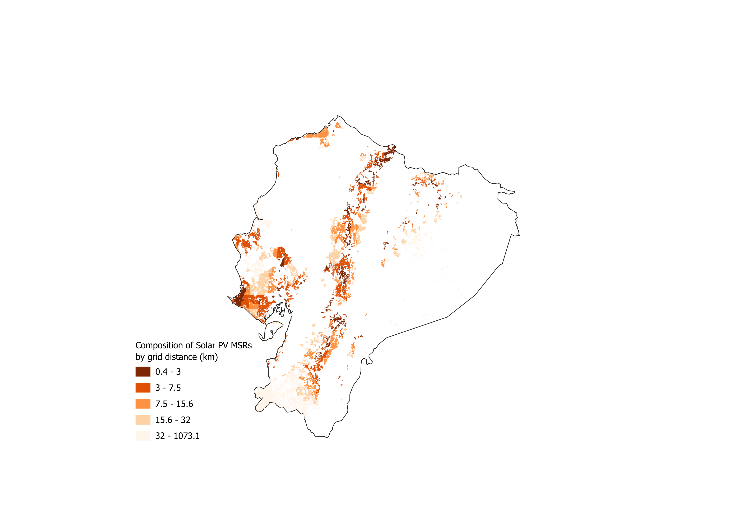 Composition of Solar PV MSRs
by grid distance (km)
0.4 - 3
3 - 7.5
7.5 - 15.6
15.6 - 32
32 - 1073.1